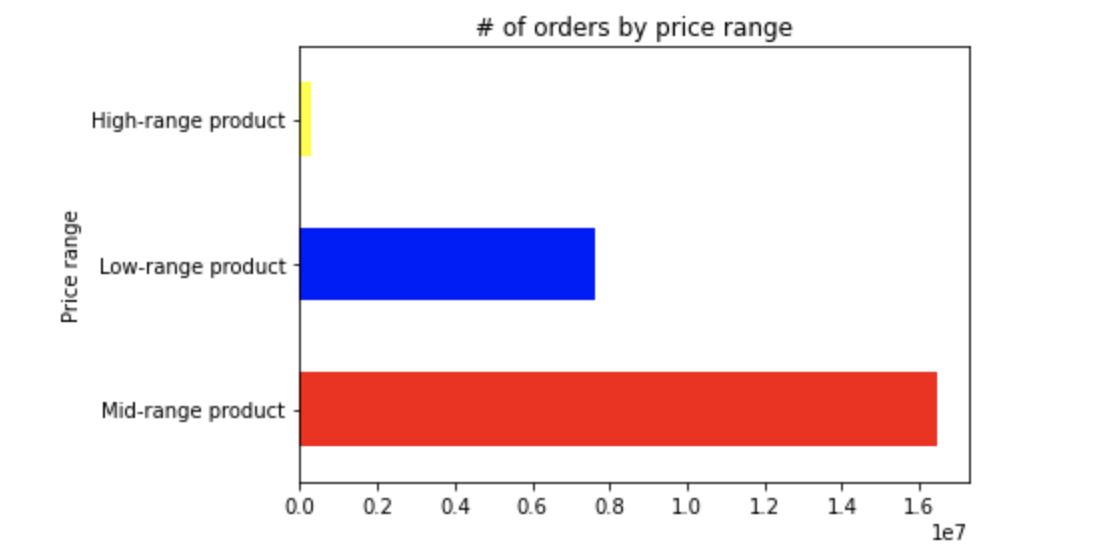 # of orders by price range
High-range product
Low-range product
Mid-range product
Price range
0.0 0.2 0.4 0.6 0.8 1.0 1.2 1.4 1.6
1e7